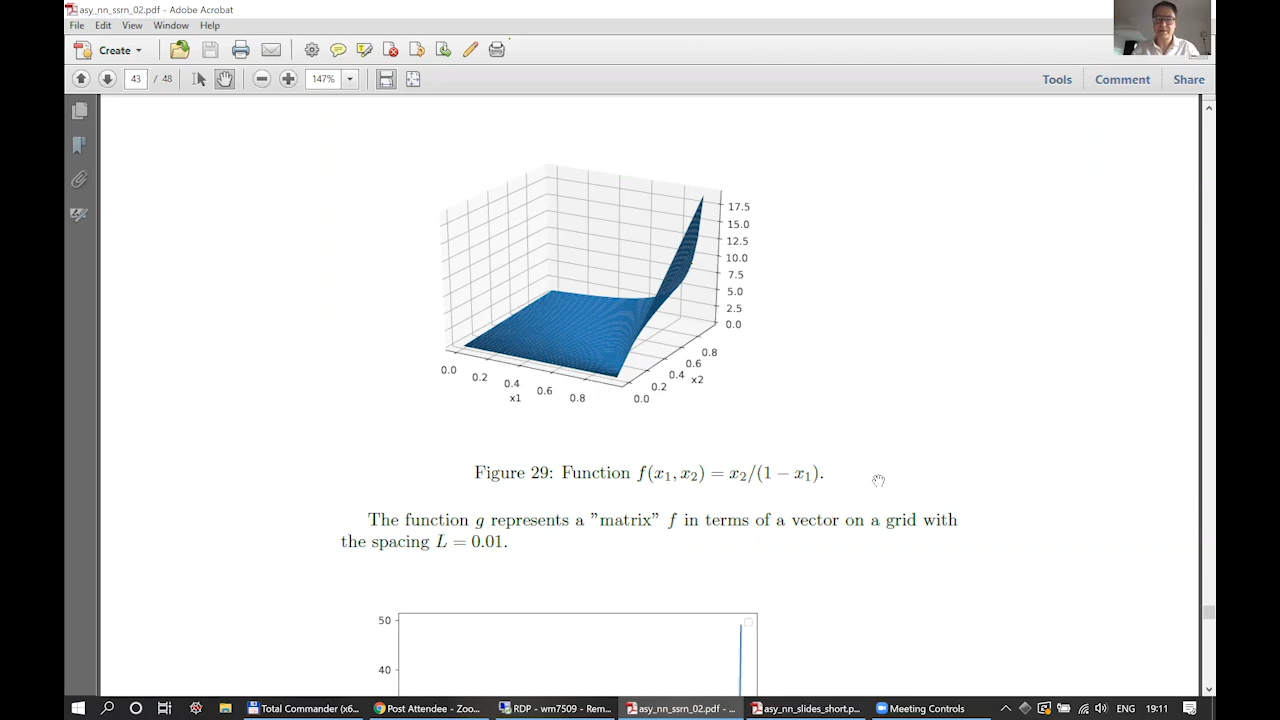 asy_nn_ssrn_02.pdf - Adobe Acrobat
File Edit View Window Help
Create
43 / 48 147% Tools Comment Share
17.5
15.0
12.5
10.0
7.5
5.0
2.5
0.0
0.8
0.6
0.4
0.2
0.0
x2
0.0
0.2
0.4
0.6
0.8
x1
Figure 29: Function f(x₁, x₂) = x₂/(1 − x₁).
The function g represents a ”matrix” f in terms of a vector on a grid with
the spacing L = 0.01.
50
40
Total Commander (x6... Post Attendee - Zoo... RDP - wm7509 - Rem... asy_nn_ssrn_02.pdf - ... asy_nn_slides_short.p... Meeting Controls ENG 19:11